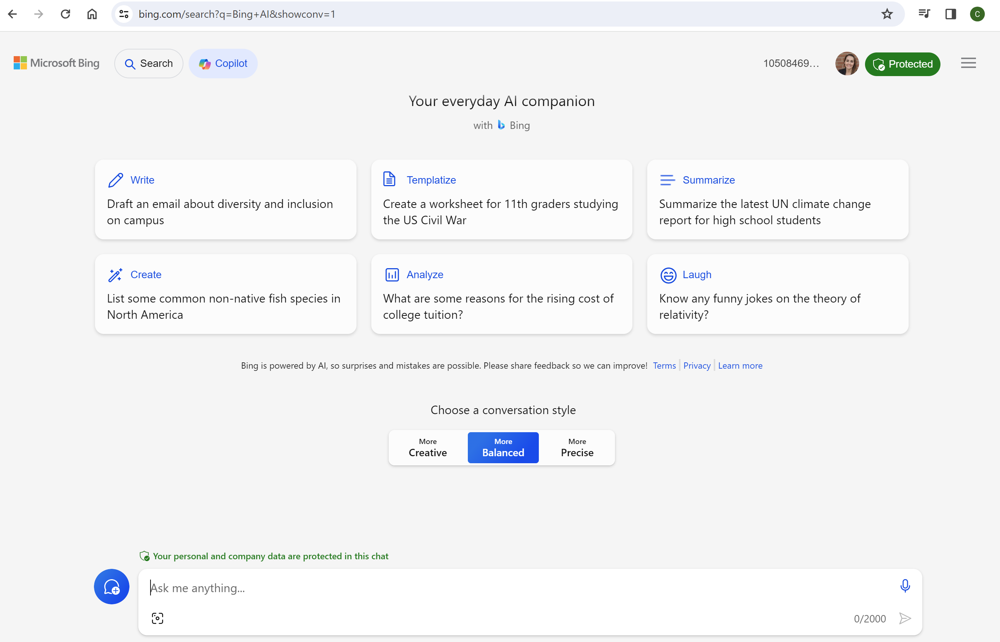 bing.com/search?q=Bing+AI&showconv=1
C
Microsoft Bing
Search
Copilot
10508469...
Protected
Your everyday AI companion
with Bing
Write
Draft an email about diversity and inclusion
on campus
Templatize
Create a worksheet for 11th graders studying
the US Civil War
Summarize
Summarize the latest UN climate change
report for high school students
Create
List some common non-native fish species in
North America
Analyze
What are some reasons for the rising cost of
college tuition?
Laugh
Know any funny jokes on the theory of
relativity?
Bing is powered by AI, so surprises and mistakes are possible. Please share feedback so we can improve! Terms Privacy Learn more
Choose a conversation style
More
Creative
More
Balanced
More
Precise
Your personal and company data are protected in this chat
Ask me anything...
0/2000